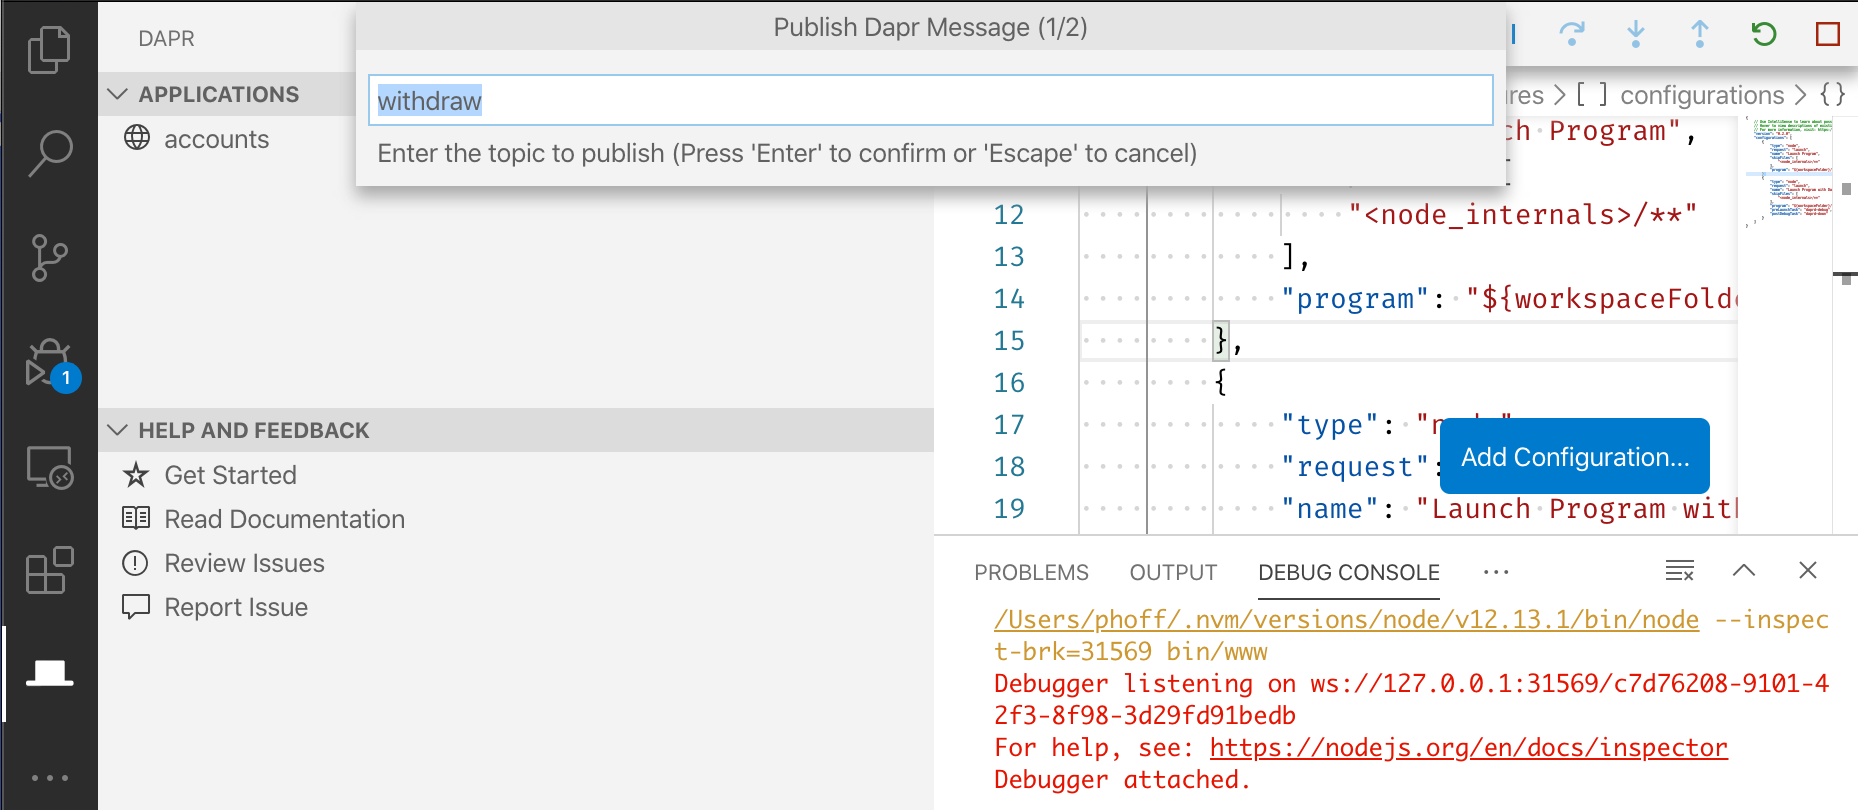 Publish Dapr Message (1/2)
withdraw
Enter the topic to publish (Press 'Enter' to confirm or 'Escape' to cancel)
DAPR
APPLICATIONS
accounts
HELP AND FEEDBACK
Get Started
Read Documentation
Review Issues
Report Issue
1
res > [ ] configurations > {}
ch Program",
12 "<node_internals>/**"
13 ],
14 "program": "${workspaceFolde
15 },
16 {
17 "type":
18 "request":
19 "name": "Launch Program with
Add Configuration...
PROBLEMS OUTPUT DEBUG CONSOLE ...
/Users/phoff/.nvm/versions/node/v12.13.1/bin/node --inspec
t-brk=31569 bin/www
Debugger listening on ws://127.0.0.1:31569/c7d76208-9101-4
2f3-8f98-3d29fd91bedb
For help, see: https://nodejs.org/en/docs/inspector
Debugger attached.